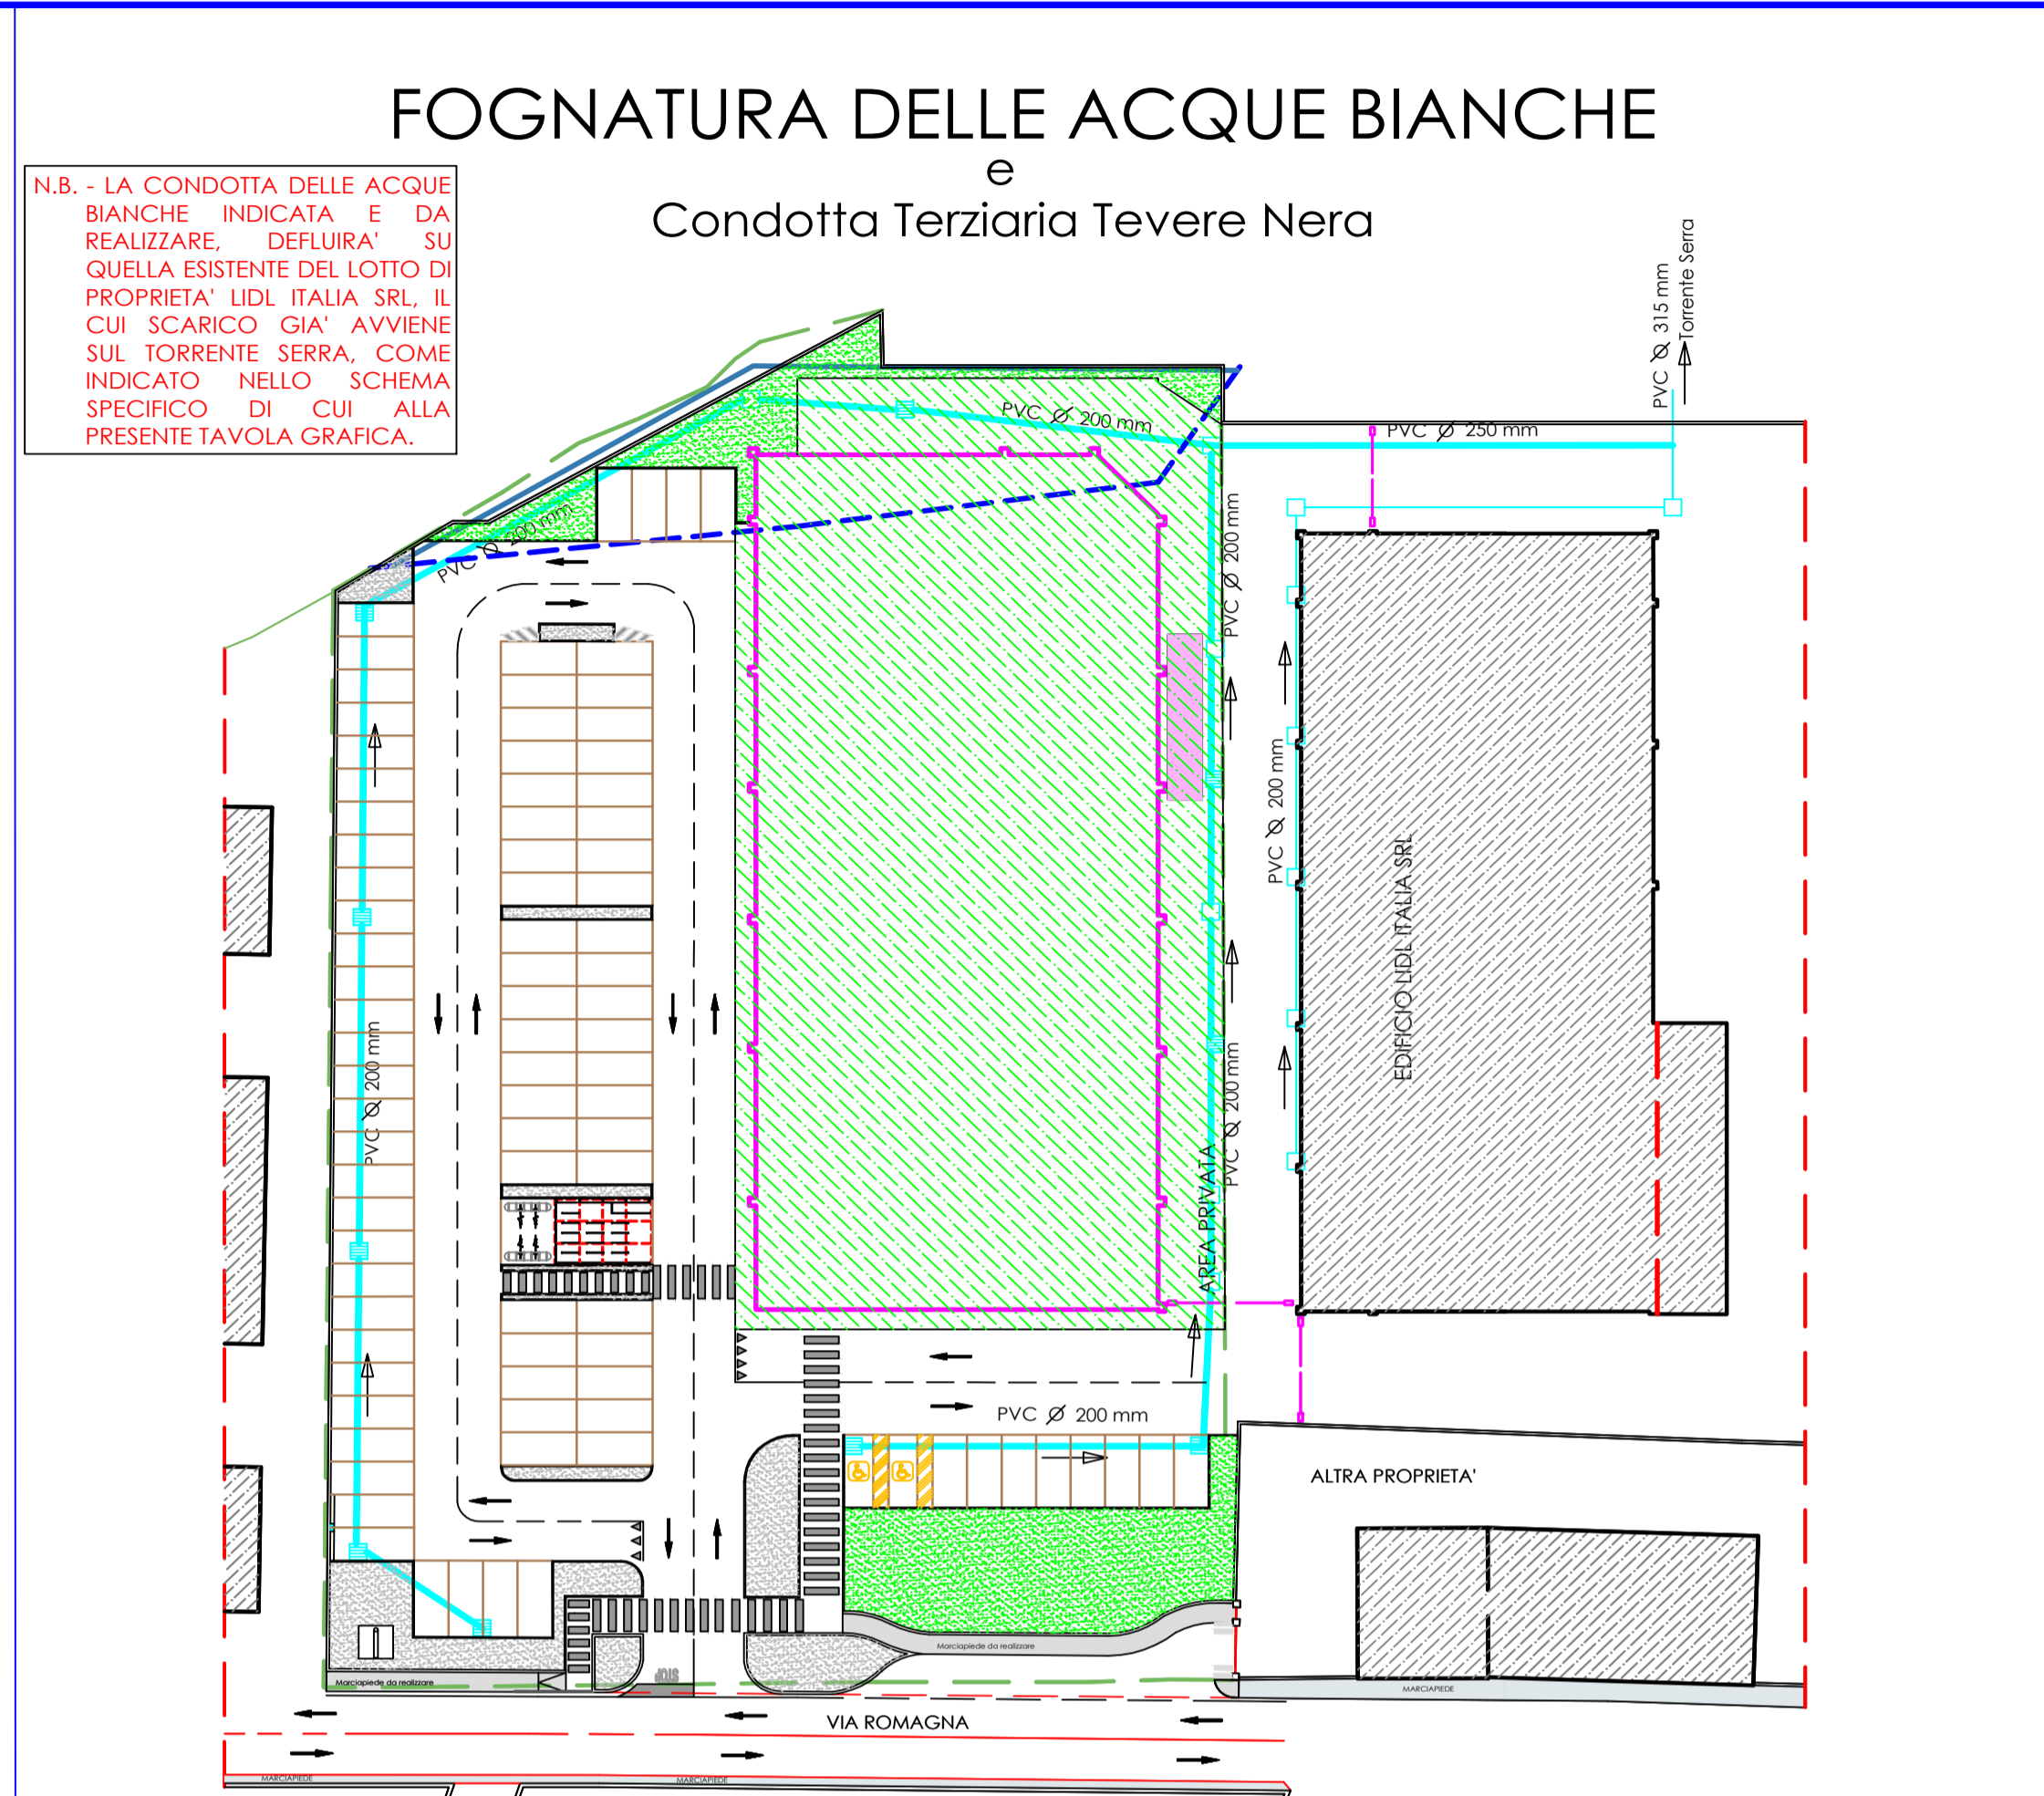 FOGNATURA DELLE ACQUE BIANCHE
e
Condotta Terziaria Tevere Nera
N.B. - LA CONDOTTA DELLE ACQUE
BIANCHE INDICATA E DA
REALIZZARE, DEFLUIRA' SU
QUELLA ESISTENTE DEL LOTTO DI
PROPRIETA' LIDL ITALIA SRL, IL
CUI SCARICO GIA' AVVIENE
SUL TORRENTE SERRA, COME
INDICATO NELLO SCHEMA
SPECIFICO DI CUI ALLA
PRESENTE TAVOLA GRAFICA.
PVC Ø 315 mm
Torrente Serra
PVC Ø 200 mm
PVC Ø 250 mm
PVC Ø 200 mm
PVC Ø 200 mm
PVC Ø 200 mm
EDIFICIO LIDL ITALIA SRL
PVC Ø 200 mm
PVC Ø 200 mm
AREA PRIVATA
PVC Ø 200 mm
ALTRA PROPRIETA'
Marciapiede da realizzare
STOP
Marciapiede da realizzare
MARCIAPIEDE
VIA ROMAGNA
MARCIAPIEDE
MARCIAPIEDE